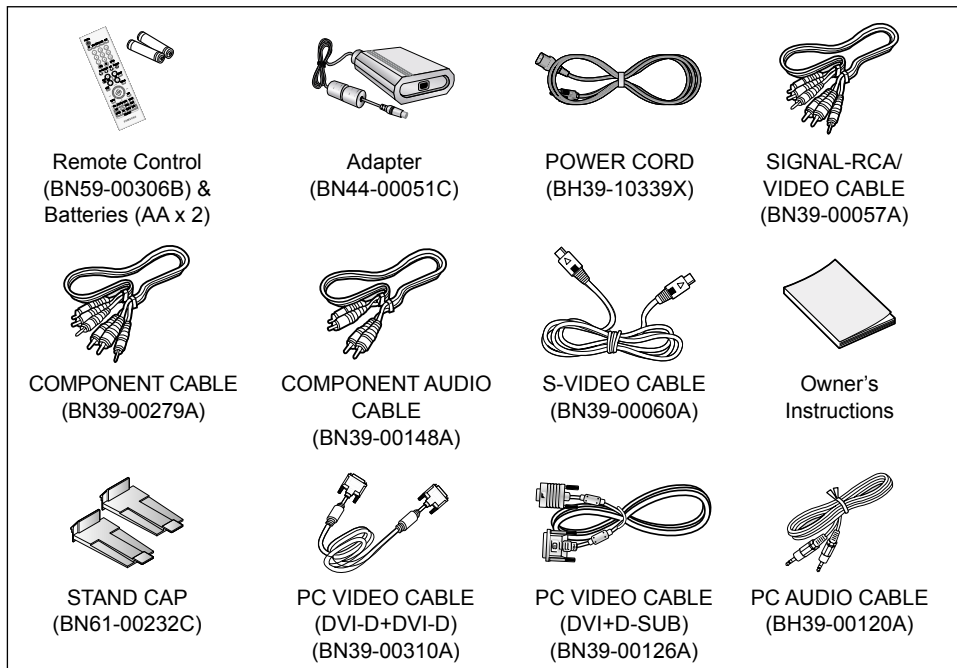 Remote Control
(BN59-00306B) &
Batteries (AA x 2)
Adapter
(BN44-00051C)
POWER CORD
(BH39-10339X)
SIGNAL-RCA/
VIDEO CABLE
(BN39-00057A)
COMPONENT CABLE
(BN39-00279A)
COMPONENT AUDIO
CABLE
(BN39-00148A)
S-VIDEO CABLE
(BN39-00060A)
Owner's
Instructions
STAND CAP
(BN61-00232C)
PC VIDEO CABLE
(DVI-D+DVI-D)
(BN39-00310A)
PC VIDEO CABLE
(DVI+D-SUB)
(BN39-00126A)
PC AUDIO CABLE
(BH39-00120A)